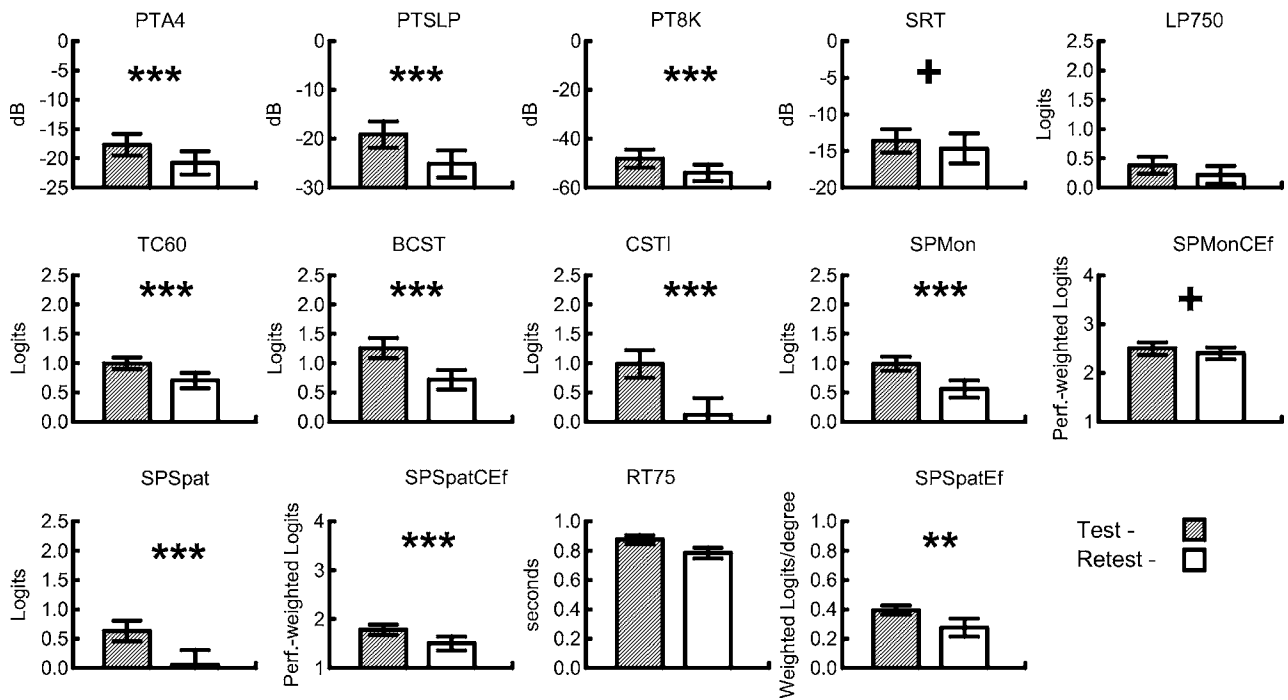 PTA4
PTSLP
PT8K
SRT
LP750
dB
0
-5
-10
-15
-20
-25
***
dB
0
-10
-20
-30
***
dB
0
-20
-40
-60
***
dB
0
-5
-10
-15
-20
+
Logits
2.5
2.0
1.5
1.0
0.5
0.0
TC60
BCST
CSTI
SPMon
SPMonCEf
Logits
2.5
2.0
1.5
1.0
0.5
0.0
***
Logits
2.5
2.0
1.5
1.0
0.5
0.0
***
Logits
2.5
2.0
1.5
1.0
0.5
0.0
***
Logits
2.5
2.0
1.5
1.0
0.5
0.0
***
Perf.-weighted Logits
4
3
2
1
+
SPSpat
SPSpatCEf
RT75
SPSpatEf
Logits
2.5
2.0
1.5
1.0
0.5
0.0
***
Perf.-weighted Logits
4
3
2
1
***
seconds
1.0
0.8
0.6
0.4
0.2
0.0
Weighted Logits/degree
1.0
0.8
0.6
0.4
0.2
0.0
**
Test -
Retest -